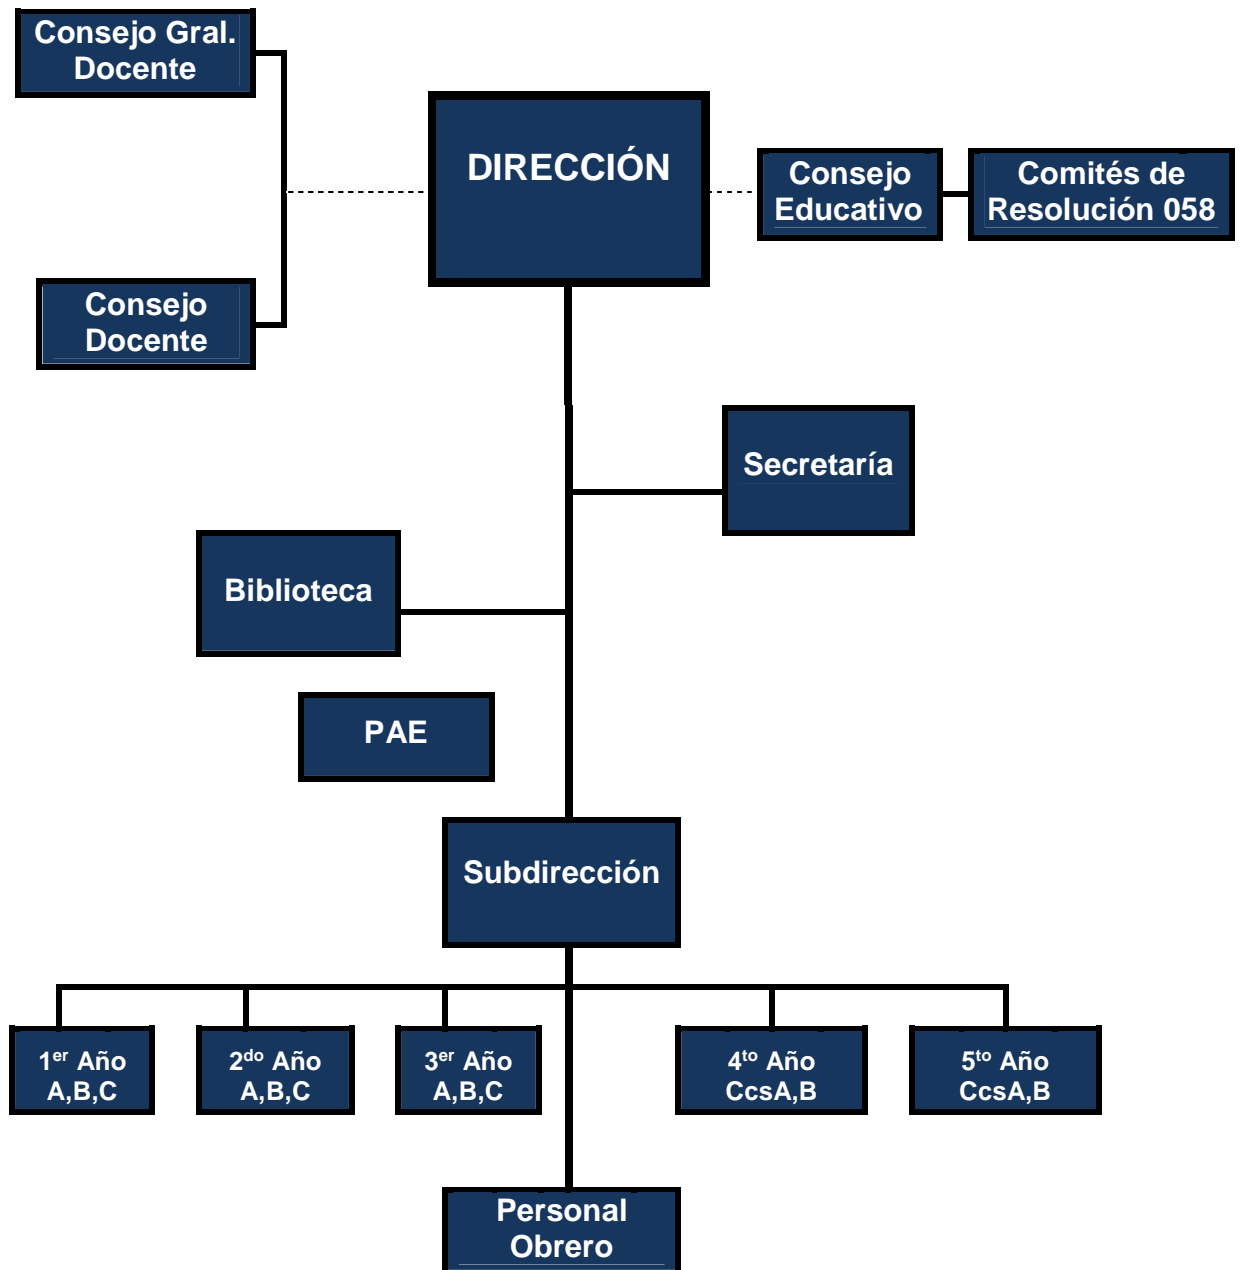 Consejo Gral.
Docente
DIRECCIÓN
Consejo
Educativo
Comités de
Resolución 058
Consejo
Docente
Secretaría
Biblioteca
PAE
Subdirección
1er Año
A,B,C
2do Año
A,B,C
3er Año
A,B,C
4to Año
CcsA,B
5to Año
CcsA,B
Personal
Obrero